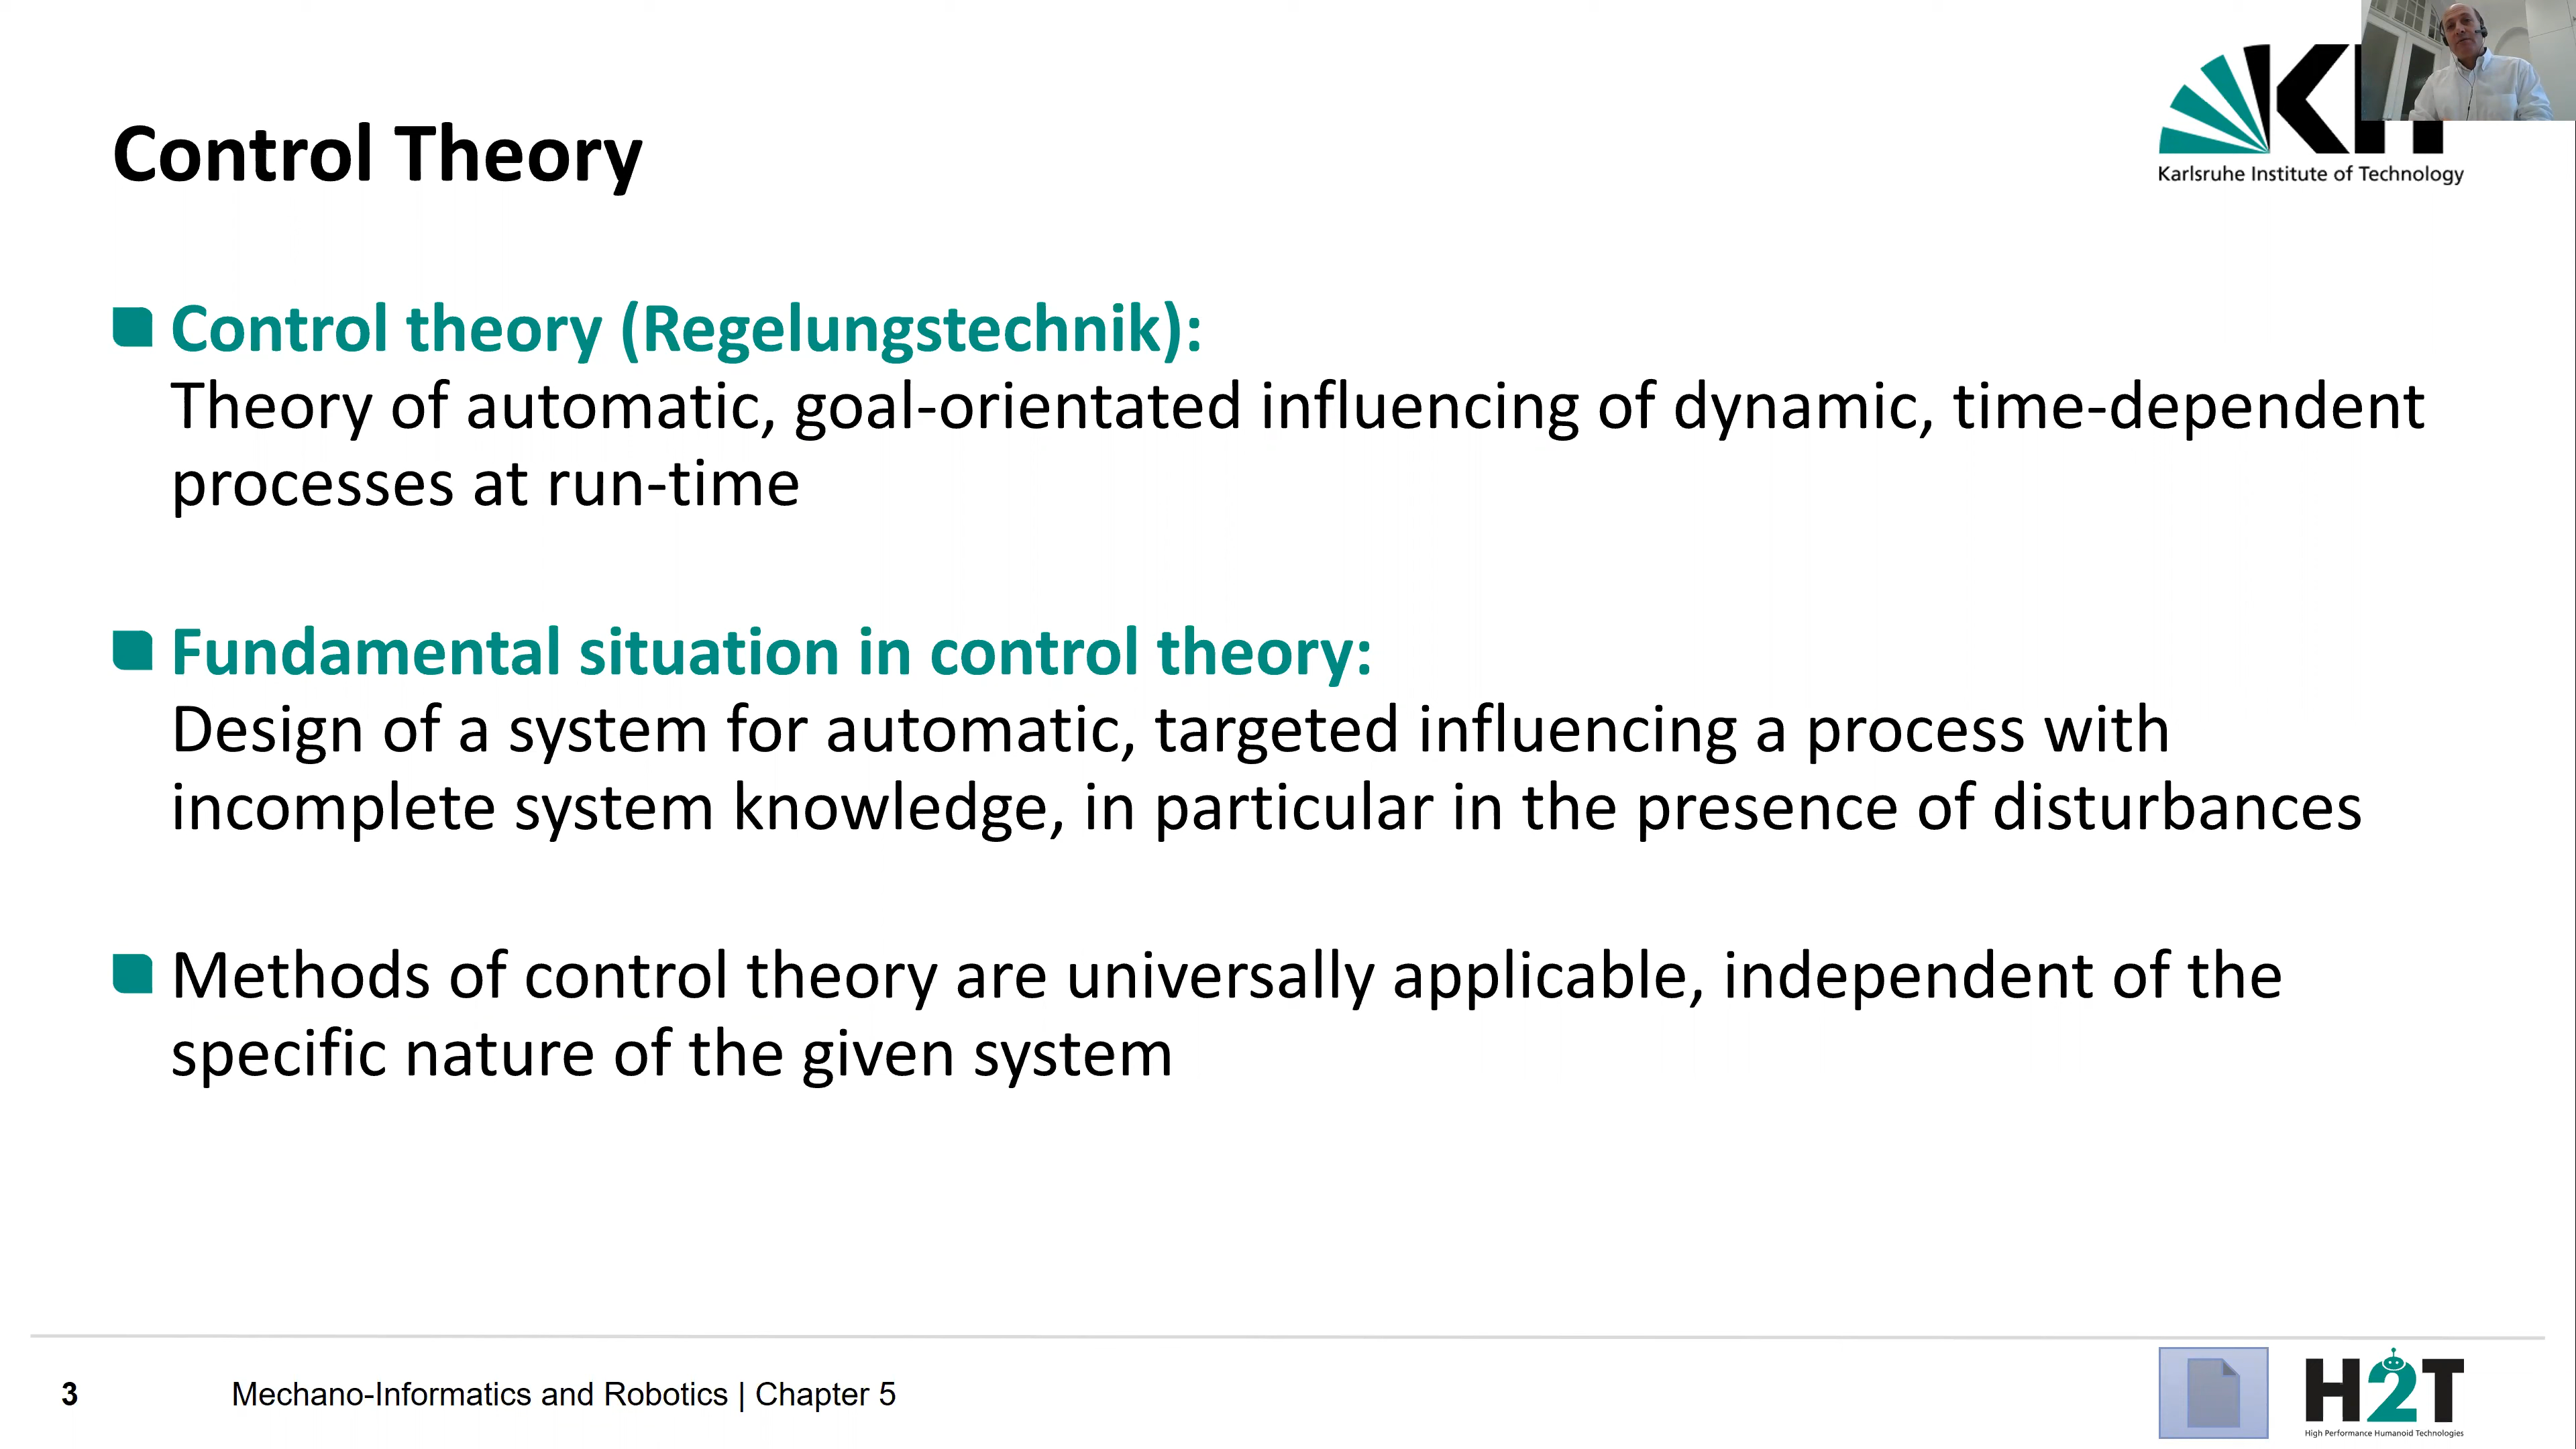 Control Theory
Karlsruhe Institute of Technology
Control theory (Regelungstechnik):
Theory of automatic, goal-orientated influencing of dynamic, time-dependent
processes at run-time
Fundamental situation in control theory:
Design of a system for automatic, targeted influencing a process with
incomplete system knowledge, in particular in the presence of disturbances
Methods of control theory are universally applicable, independent of the
specific nature of the given system
3
Mechano-Informatics and Robotics | Chapter 5
H2T
High Performance Humanoid Technologies